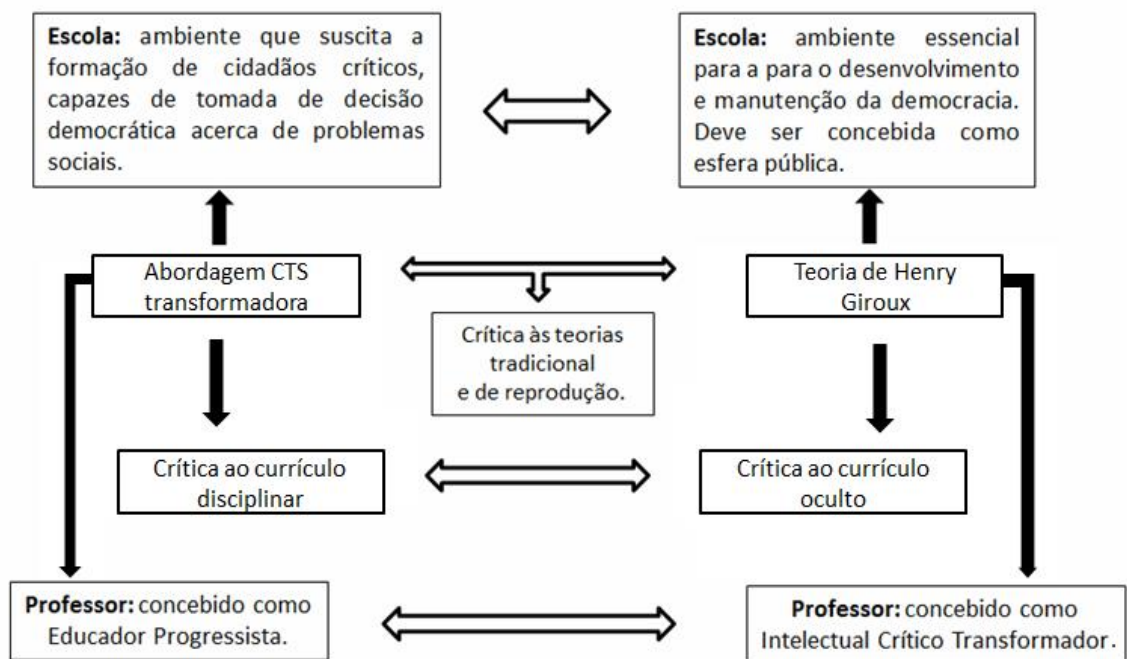 Escola: ambiente que suscita a
formação de cidadãos críticos,
capazes de tomada de decisão
democrática acerca de problemas
sociais.
Escola: ambiente essencial
para a para o desenvolvimento
e manutenção da democracia.
Deve ser concebida como
esfera pública.
Abordagem CTS
transformadora
Teoria de Henry
Giroux
Crítica às teorias
tradicional
e de reprodução.
Crítica ao currículo
disciplinar
Crítica ao currículo
oculto
Professor: concebido como
Educador Progressista.
Professor: concebido como
Intelectual Crítico Transformador.